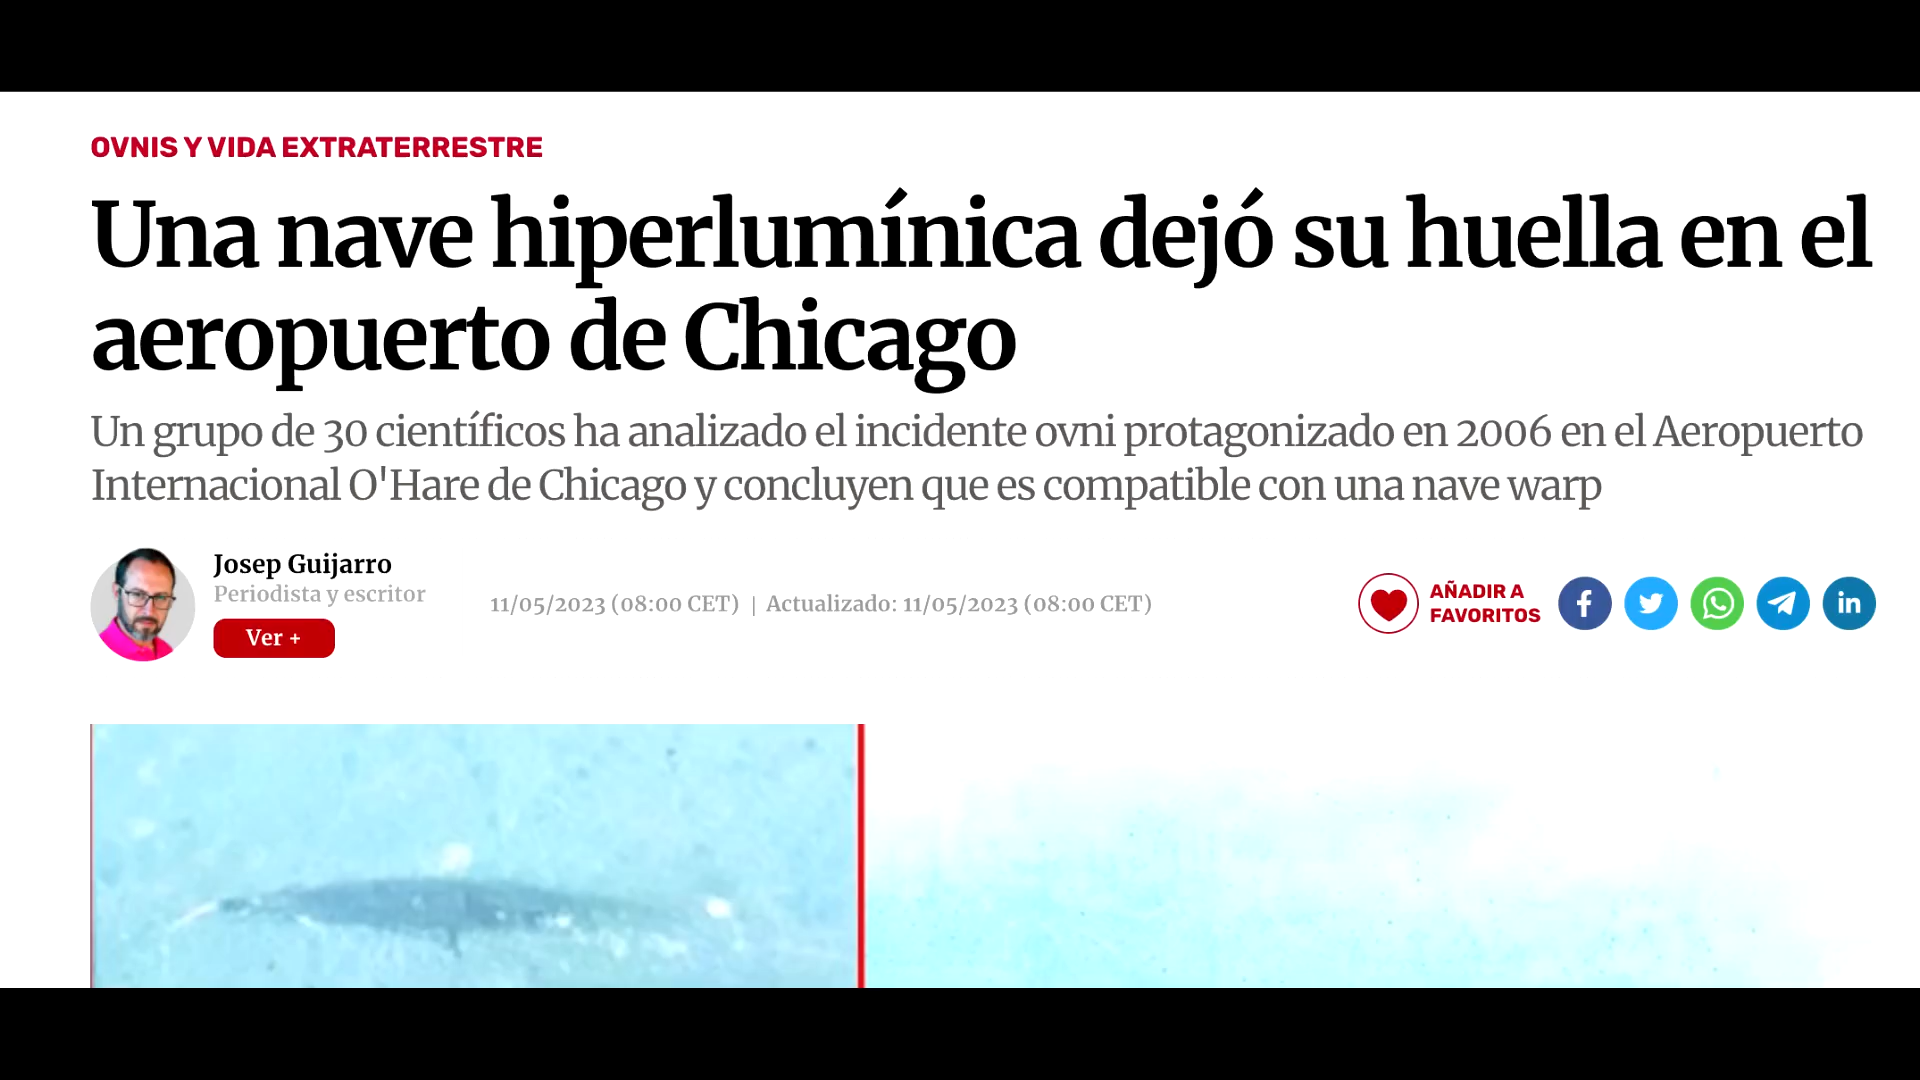 OVNIS Y VIDA EXTRATERRESTRE
Una nave hiperlumínica dejó su huella en el
aeropuerto de Chicago
Un grupo de 30 científicos ha analizado el incidente ovni protagonizado en 2006 en el Aeropuerto
Internacional O'Hare de Chicago y concluyen que es compatible con una nave warp
Josep Guijarro
Periodista y escritor
Ver +
11/05/2023 (08:00 CET) | Actualizado: 11/05/2023 (08:00 CET)
AÑADIR A
FAVORITOS